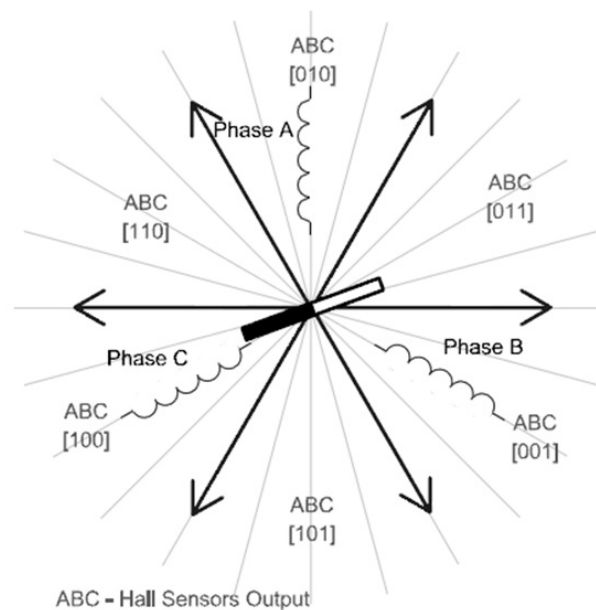 ABC
[010]
Phase A
ABC
[110]
ABC
[011]
Phase C
Phase B
ABC
[100]
ABC
[001]
ABC
[101]
ABC - Hall Sensors Output